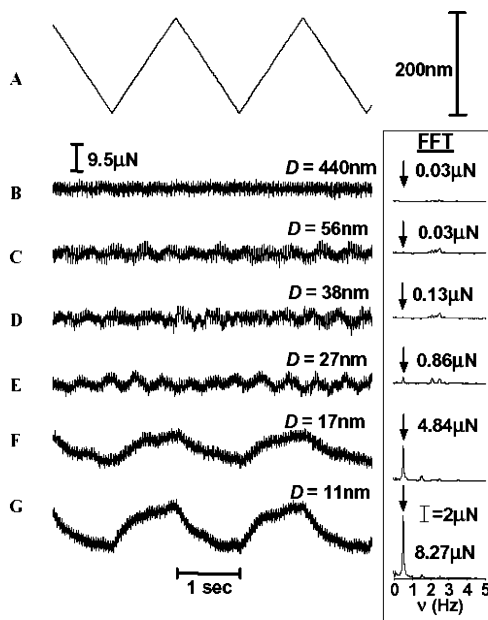 A
200nm
9.5µN
FFT
B
D = 440nm
0.03µN
C
D = 56nm
0.03µN
D
D = 38nm
0.13µN
E
D = 27nm
0.86µN
F
D = 17nm
4.84µN
G
D = 11nm
=2µN
8.27µN
1 sec
0 1 2 3 4 5
ν (Hz)